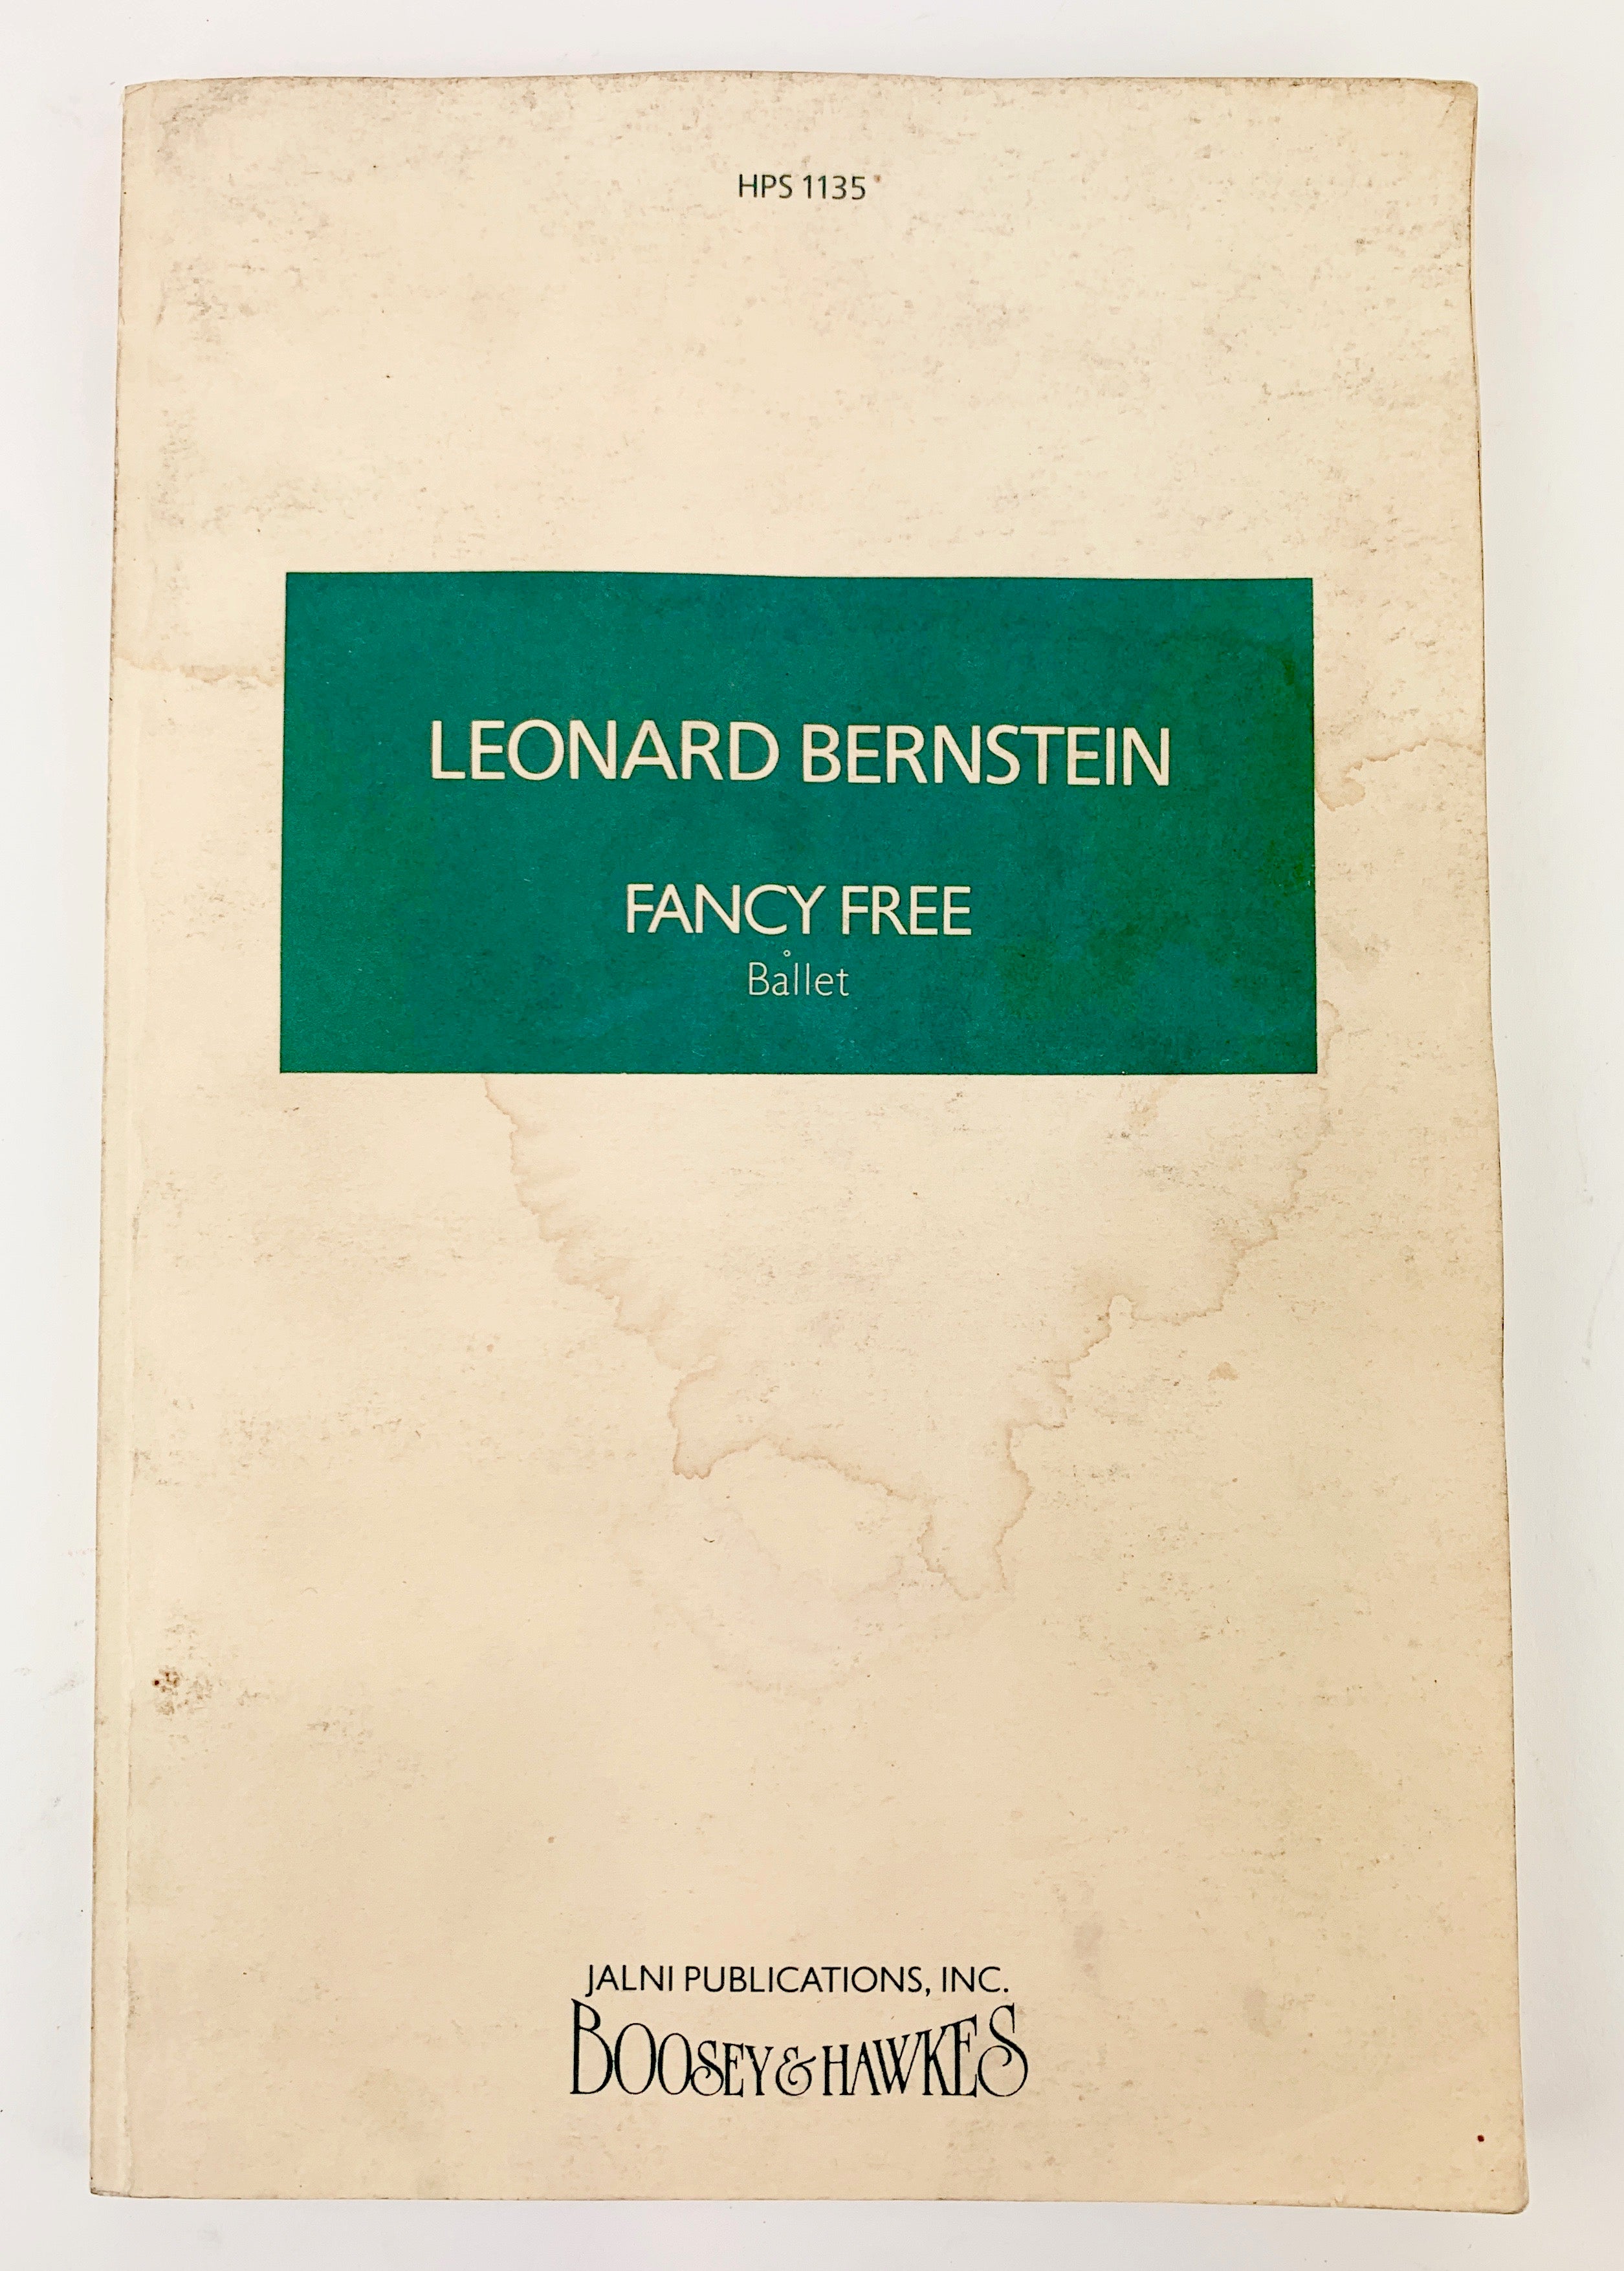 HPS 1135
LEONARD BERNSTEIN
FANCY FREE
Ballet
JALNI PUBLICATIONS, INC.
BOOSEY & HAWKES